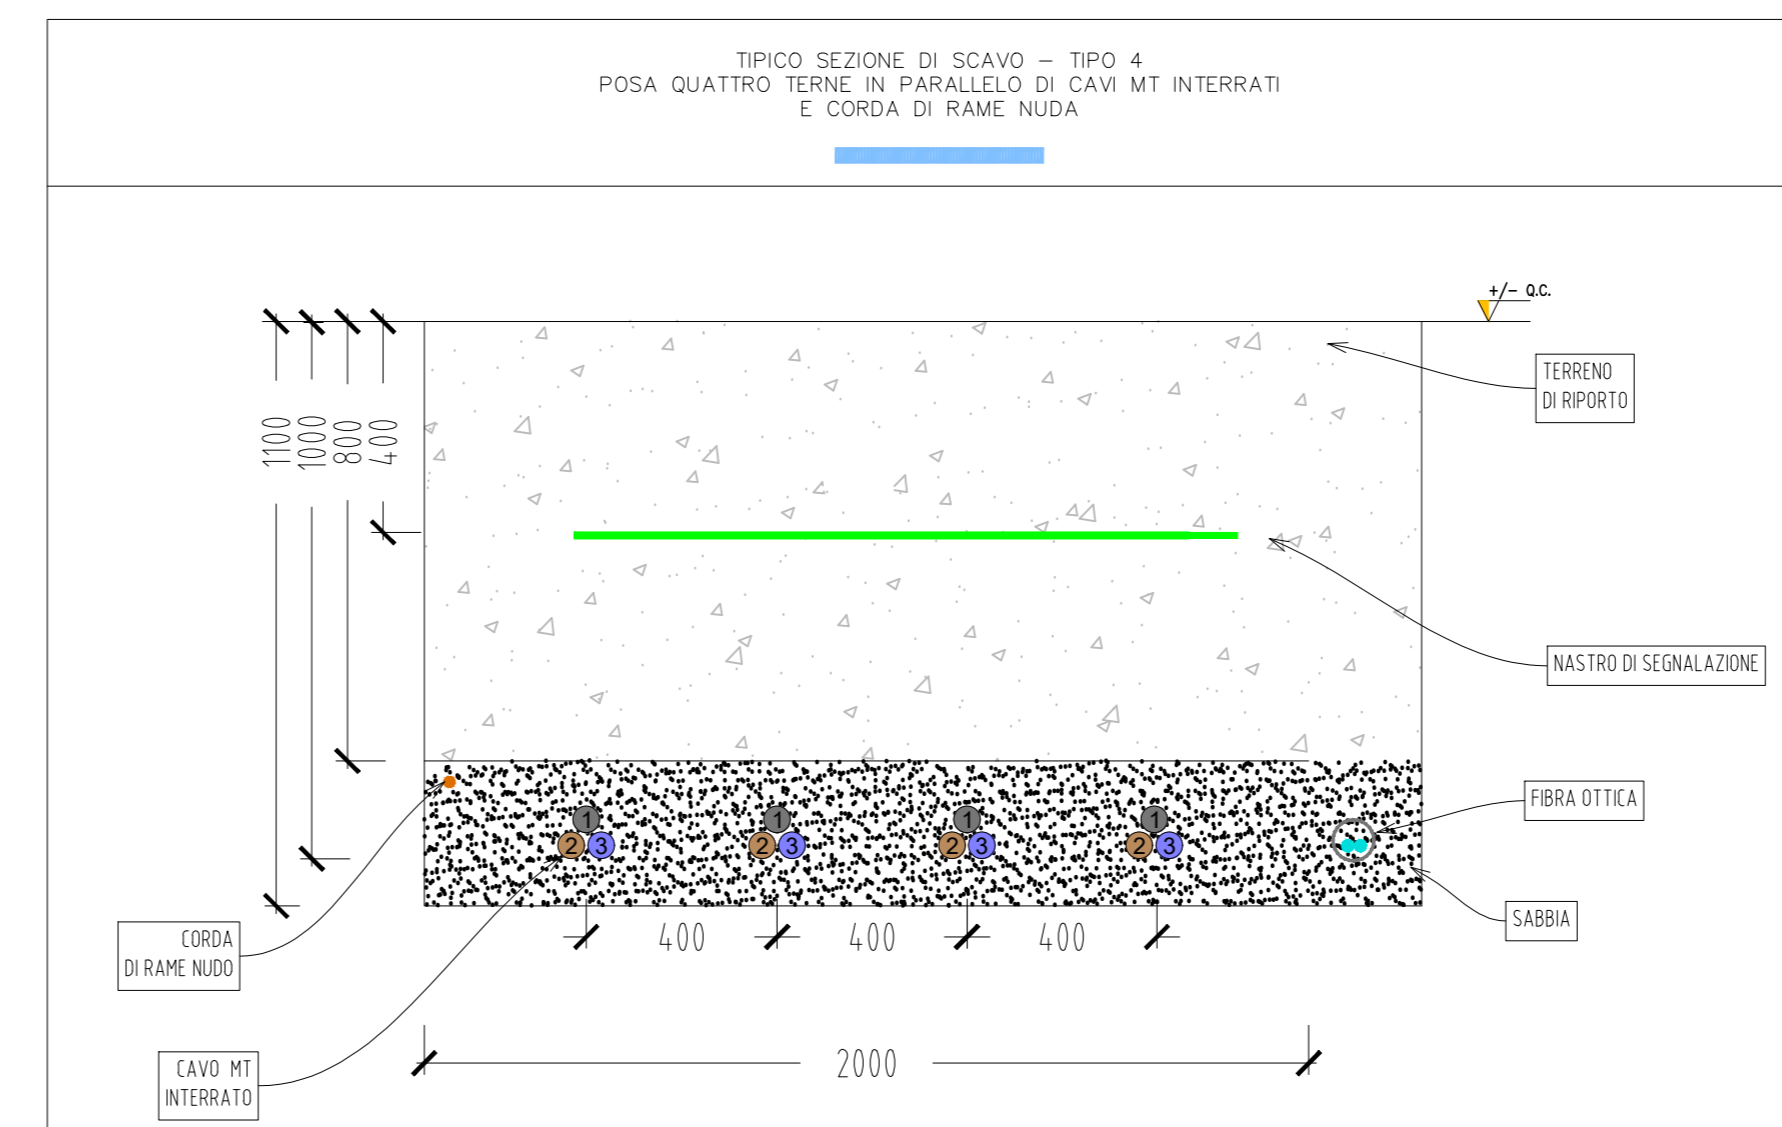 TIPICO SEZIONE DI SCAVO – TIPO 4
POSA QUATTRO TERNE IN PARALLELO DI CAVI MT INTERRATI
E CORDA DI RAME NUDA
+/- Q.C.
TERRENO
DI RIPORTO
1100
1000
800
400
NASTRO DI SEGNALAZIONE
FIBRA OTTICA
1
1
1
1
2
3
2
3
2
3
2
3
SABBIA
CORDA
DI RAME NUDO
400
400
400
2000
CAVO MT
INTERRATO